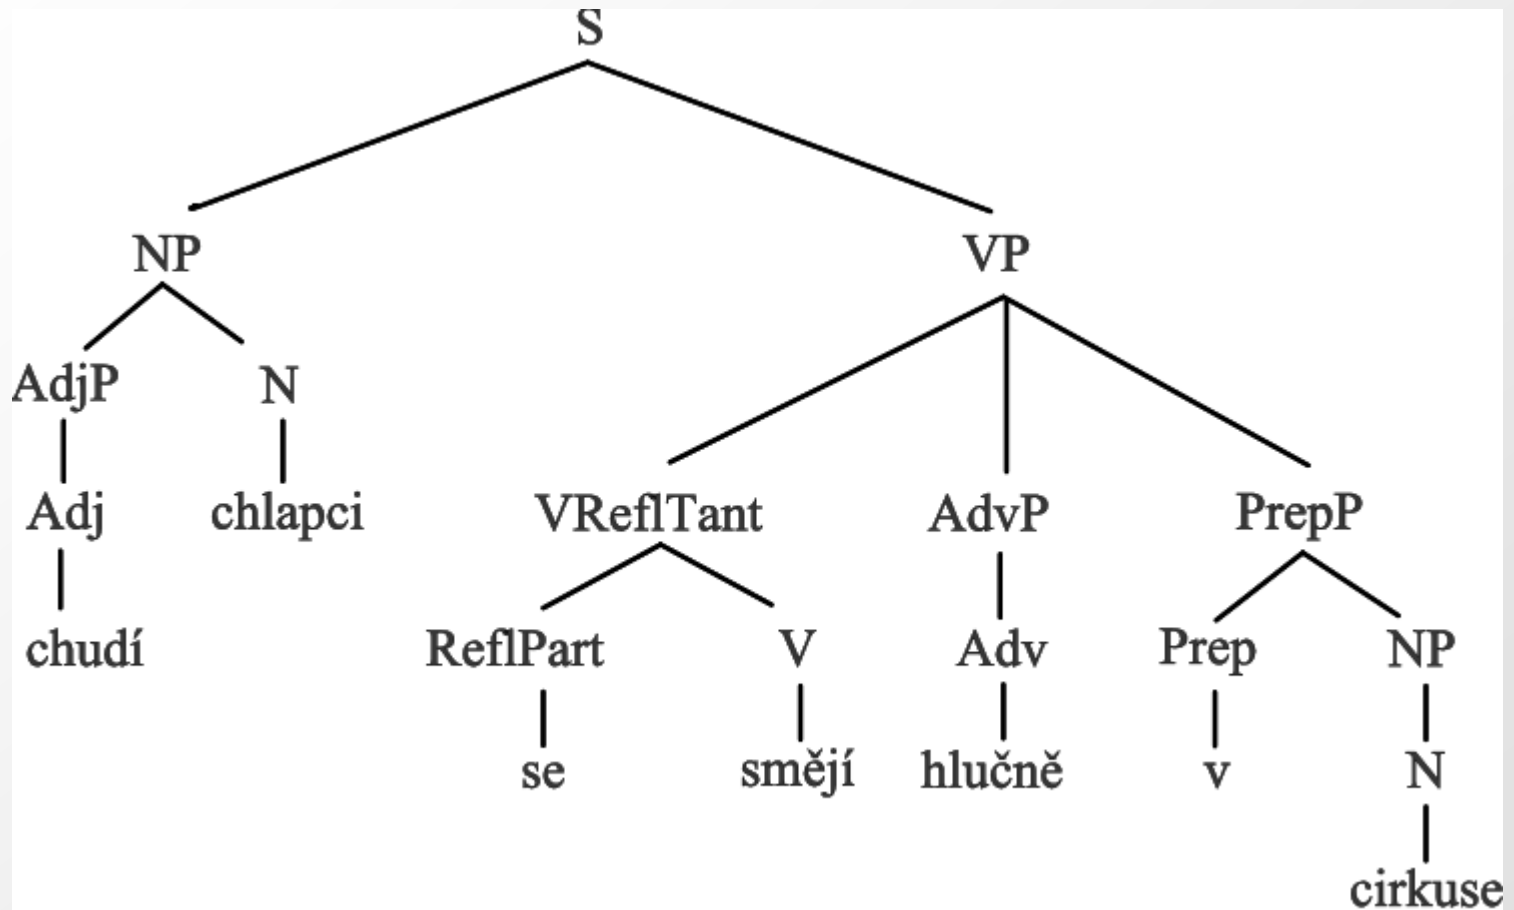 S
NP VP
AdjP N
Adj chlapci VReflTant AdvP PrepP
chudí ReflPart V Adv Prep NP
se smějí hlučně v N
cirkuse